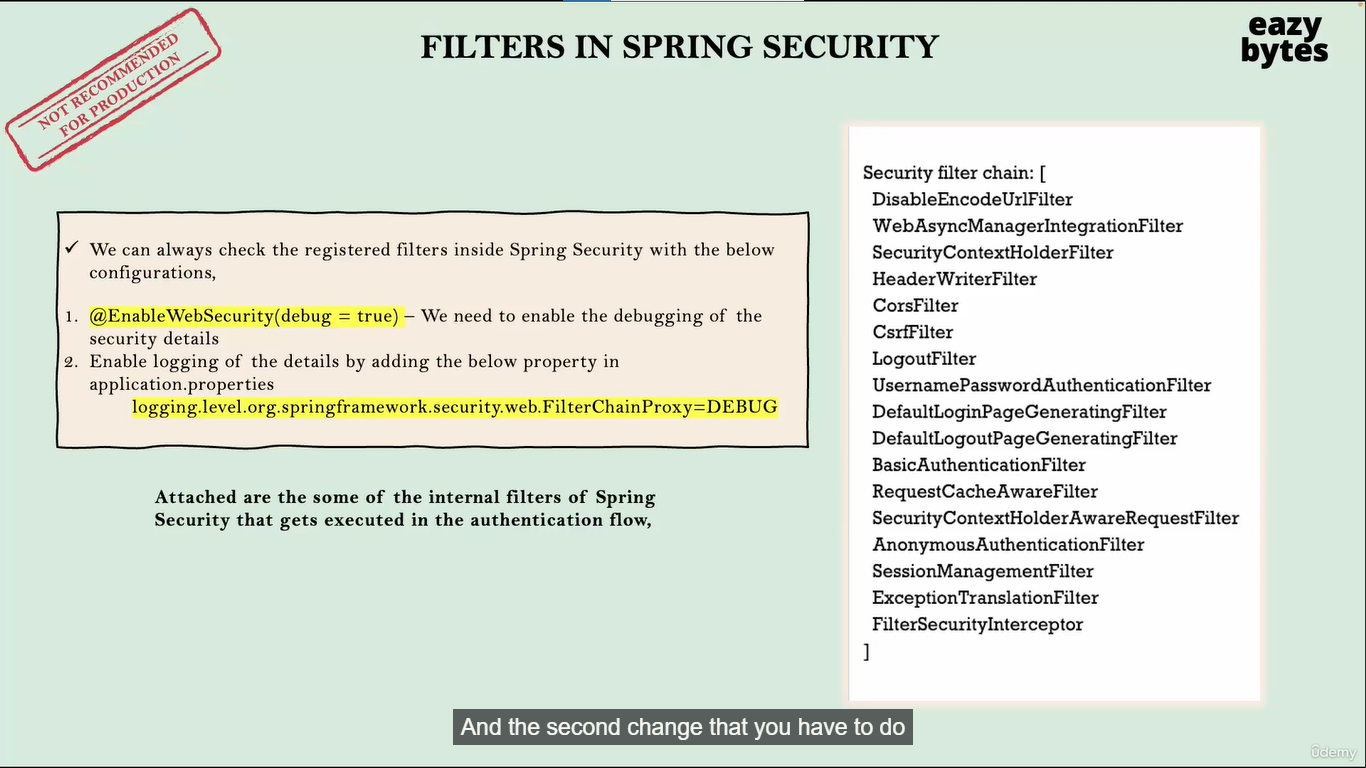 NOT RECOMMENDED
FOR PRODUCTION
FILTERS IN SPRING SECURITY
eazy
bytes
✓ We can always check the registered filters inside Spring Security with the below
configurations,
1. @EnableWebSecurity(debug = true) – We need to enable the debugging of the
security details
2. Enable logging of the details by adding the below property in
application.properties
logging.level.org.springframework.security.web.FilterChainProxy=DEBUG
Attached are the some of the internal filters of Spring
Security that gets executed in the authentication flow,
Security filter chain: [
DisableEncodeUrlFilter
WebAsyncManagerIntegrationFilter
SecurityContextHolderFilter
HeaderWriterFilter
CorsFilter
CsrfFilter
LogoutFilter
UsernamePasswordAuthenticationFilter
DefaultLoginPageGeneratingFilter
DefaultLogoutPageGeneratingFilter
BasicAuthenticationFilter
RequestCacheAwareFilter
SecurityContextHolderAwareRequestFilter
AnonymousAuthenticationFilter
SessionManagementFilter
ExceptionTranslationFilter
FilterSecurityInterceptor
]
And the second change that you have to do
ûdemy